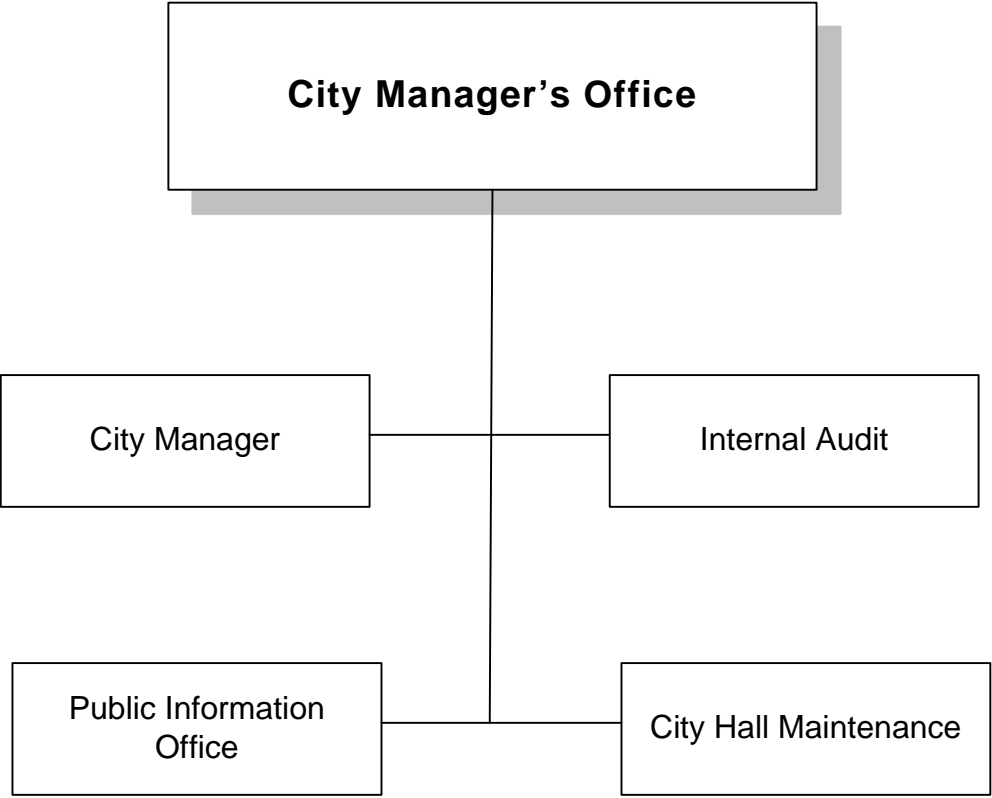 City Manager’s Office
City Manager
Internal Audit
Public Information
Office
City Hall Maintenance